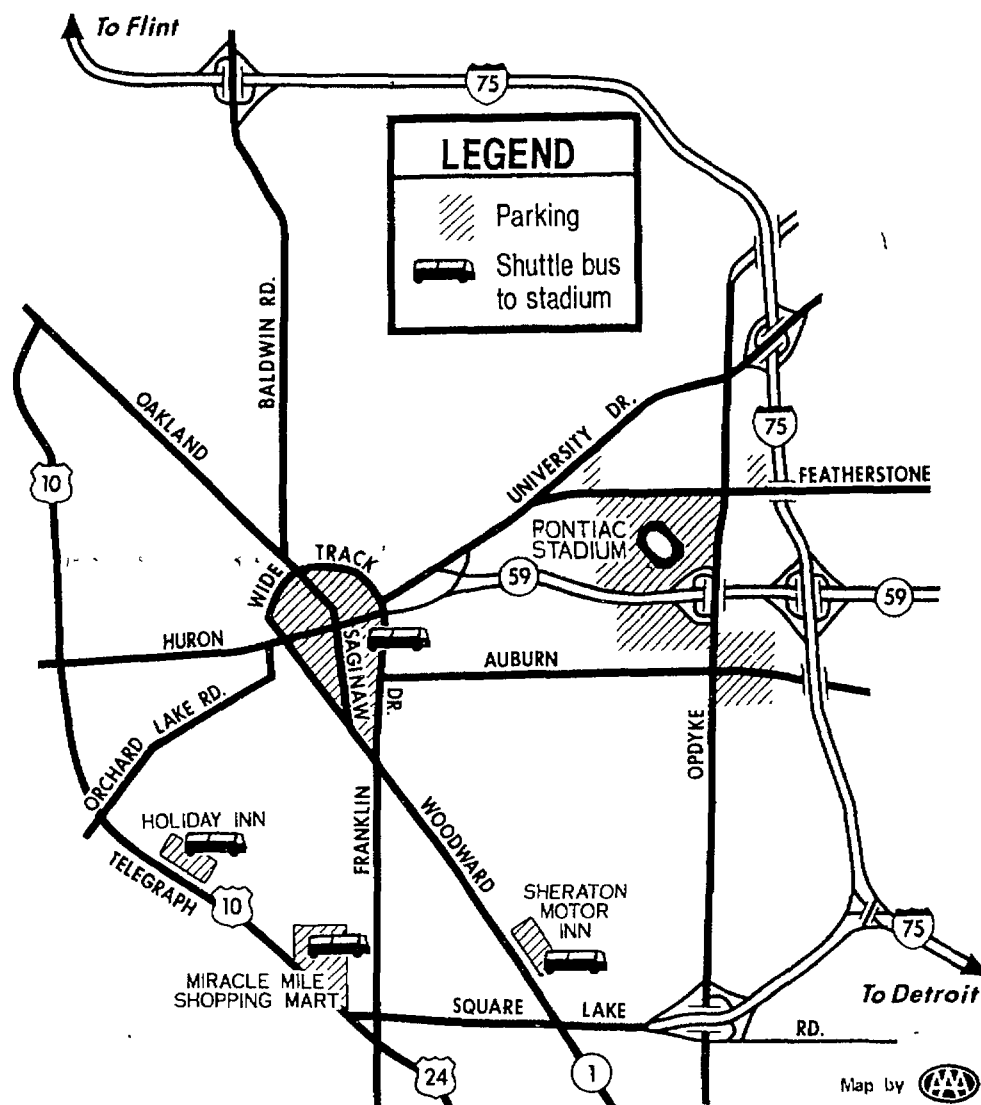 To Flint
75
LEGEND
Parking
Shuttle bus
to stadium
BALDWIN RD.
OAKLAND
10
UNIVERSITY DR.
75
FEATHERSTONE
PONTIAC
STADIUM
WIDE TRACK DR.
59
59
HURON
SAGINAW
AUBURN
ORCHARD LAKE RD.
OPDYKE
HOLIDAY INN
TELEGRAPH
10
FRANKLIN
WOODWARD
SHERATON
MOTOR
INN
75
MIRACLE MILE
SHOPPING MART
To Detroit
SQUARE LAKE RD.
24
1
Map by AAA